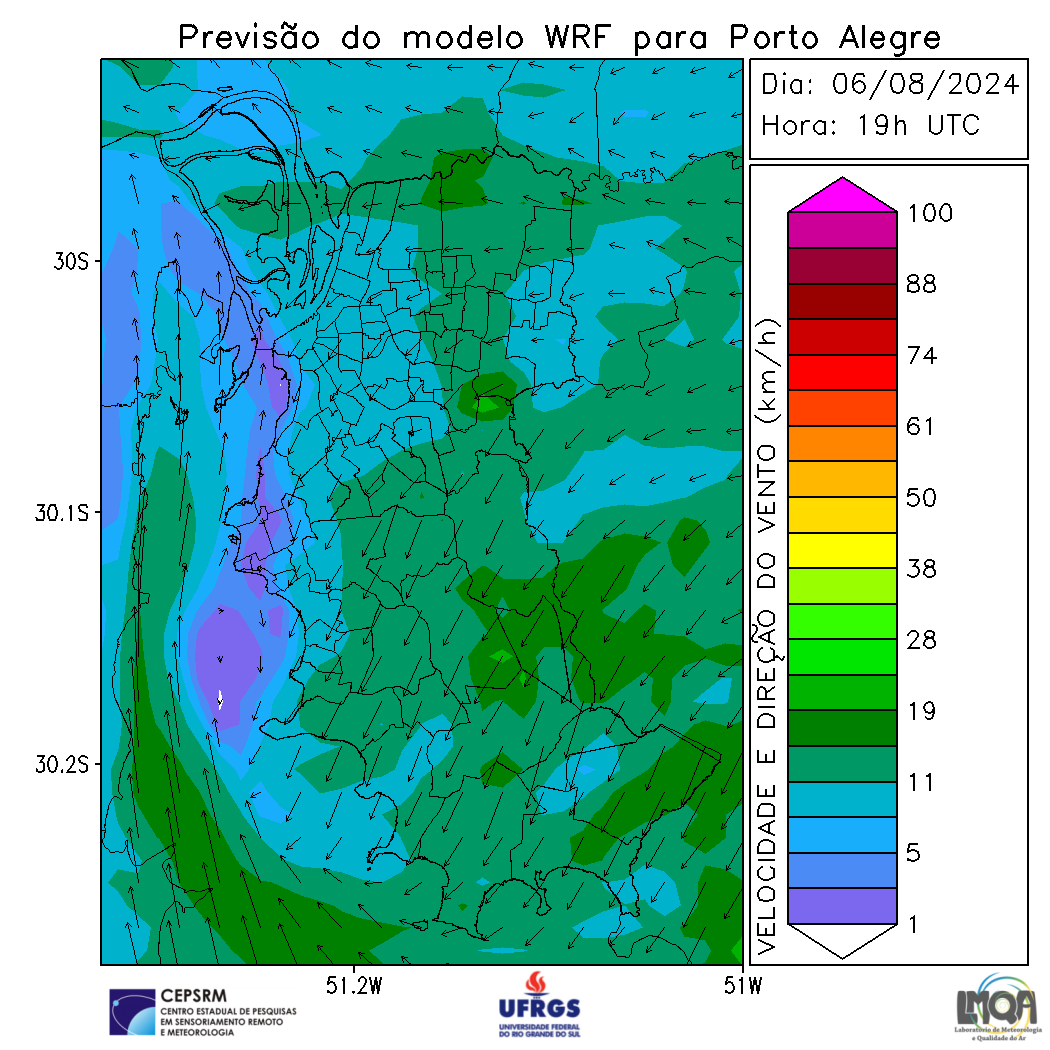 Previsão do modelo WRF para Porto Alegre
Dia: 06/08/2024
Hora: 19h UTC
30S
30.1S
30.2S
51.2W
51W
VELOCIDADE E DIREÇÃO DO VENTO (km/h)
100
88
74
61
50
38
28
19
11
5
1
CEPSRM
CENTRO ESTADUAL DE PESQUISAS
EM SENSORIAMENTO REMOTO
E METEOROLOGIA
UFRGS
UNIVERSIDADE FEDERAL
DO RIO GRANDE DO SUL
LMQA
Laboratório de Meteorologia
e Qualidade do Ar